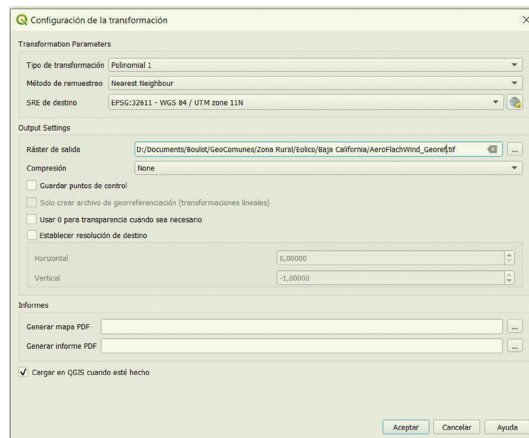 Configuración de la transformación
Transformation Parameters
Tipo de transformación Polinomial 1
Método de remuestreo Nearest Neighbour
SRE de destino EPSG:32611 - WGS 84 / UTM zone 11N
Output Settings
Ráster de salida D:/Documents/Boulot/GeoComunes/Zona Rural/Eolico/Baja California/AeroFlachWind_Georef.tif ...
Compresión None
Guardar puntos de control
Solo crear archivo de georreferenciación (transformaciones lineales)
Usar 0 para transparencia cuando sea necesario
Establecer resolución de destino
Horizontal 0,00000
Vertical -1,00000
Informes
Generar mapa PDF ...
Generar informe PDF ...
Cargar en QGIS cuando esté hecho
Aceptar Cancelar Ayuda